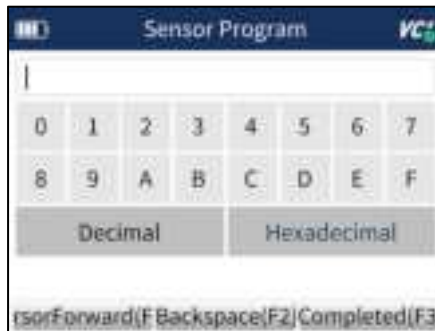 Sensor Program VCI
0 1 2 3 4 5 6 7
8 9 A B C D E F
Decimal Hexadecimal
rsorForward(F Backspace(F2) Completed(F3